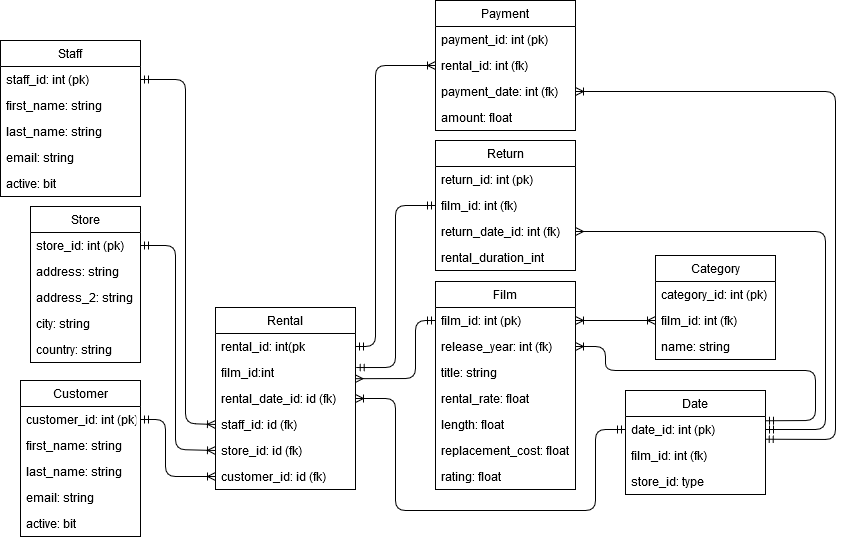 Payment
payment_id: int (pk)
rental_id: int (fk)
payment_date: int (fk)
amount: float
Staff
staff_id: int (pk)
first_name: string
last_name: string
email: string
active: bit
Return
return_id: int (pk)
film_id: int (fk)
return_date_id: int (fk)
rental_duration_int
Store
store_id: int (pk)
address: string
address_2: string
city: string
country: string
Category
category_id: int (pk)
film_id: int (fk)
name: string
Film
film_id: int (pk)
release_year: int (fk)
title: string
rental_rate: float
length: float
replacement_cost: float
rating: float
Rental
rental_id: int(pk
film_id:int
rental_date_id: id (fk)
staff_id: id (fk)
store_id: id (fk)
customer_id: id (fk)
Customer
customer_id: int (pk)
first_name: string
last_name: string
email: string
active: bit
Date
date_id: int (pk)
film_id: int (fk)
store_id: type